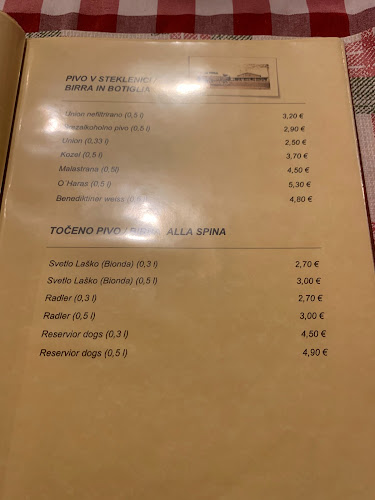 PIVO V STEKLENICI /
BIRRA IN BOTIGLIA
Union nefiltrirano (0,5 l) 3,20 €
Brezalkoholno pivo (0,5 l) 2,90 €
Union (0,33 l) 2,50 €
Kozel (0,5 l) 3,70 €
Malastrana (0,5l) 4,50 €
O'Haras (0,5 l) 5,30 €
Benediktiner weiss (0,5 l) 4,80 €
TOČENO PIVO / BIRRA ALLA SPINA
Svetlo Laško (Bionda) (0,3 l) 2,70 €
Svetlo Laško (Bionda) (0,5 l) 3,00 €
Radler (0,3 l) 2,70 €
Radler (0,5 l) 3,00 €
Reservior dogs (0,3 l) 4,50 €
Reservior dogs (0,5 l) 4,90 €